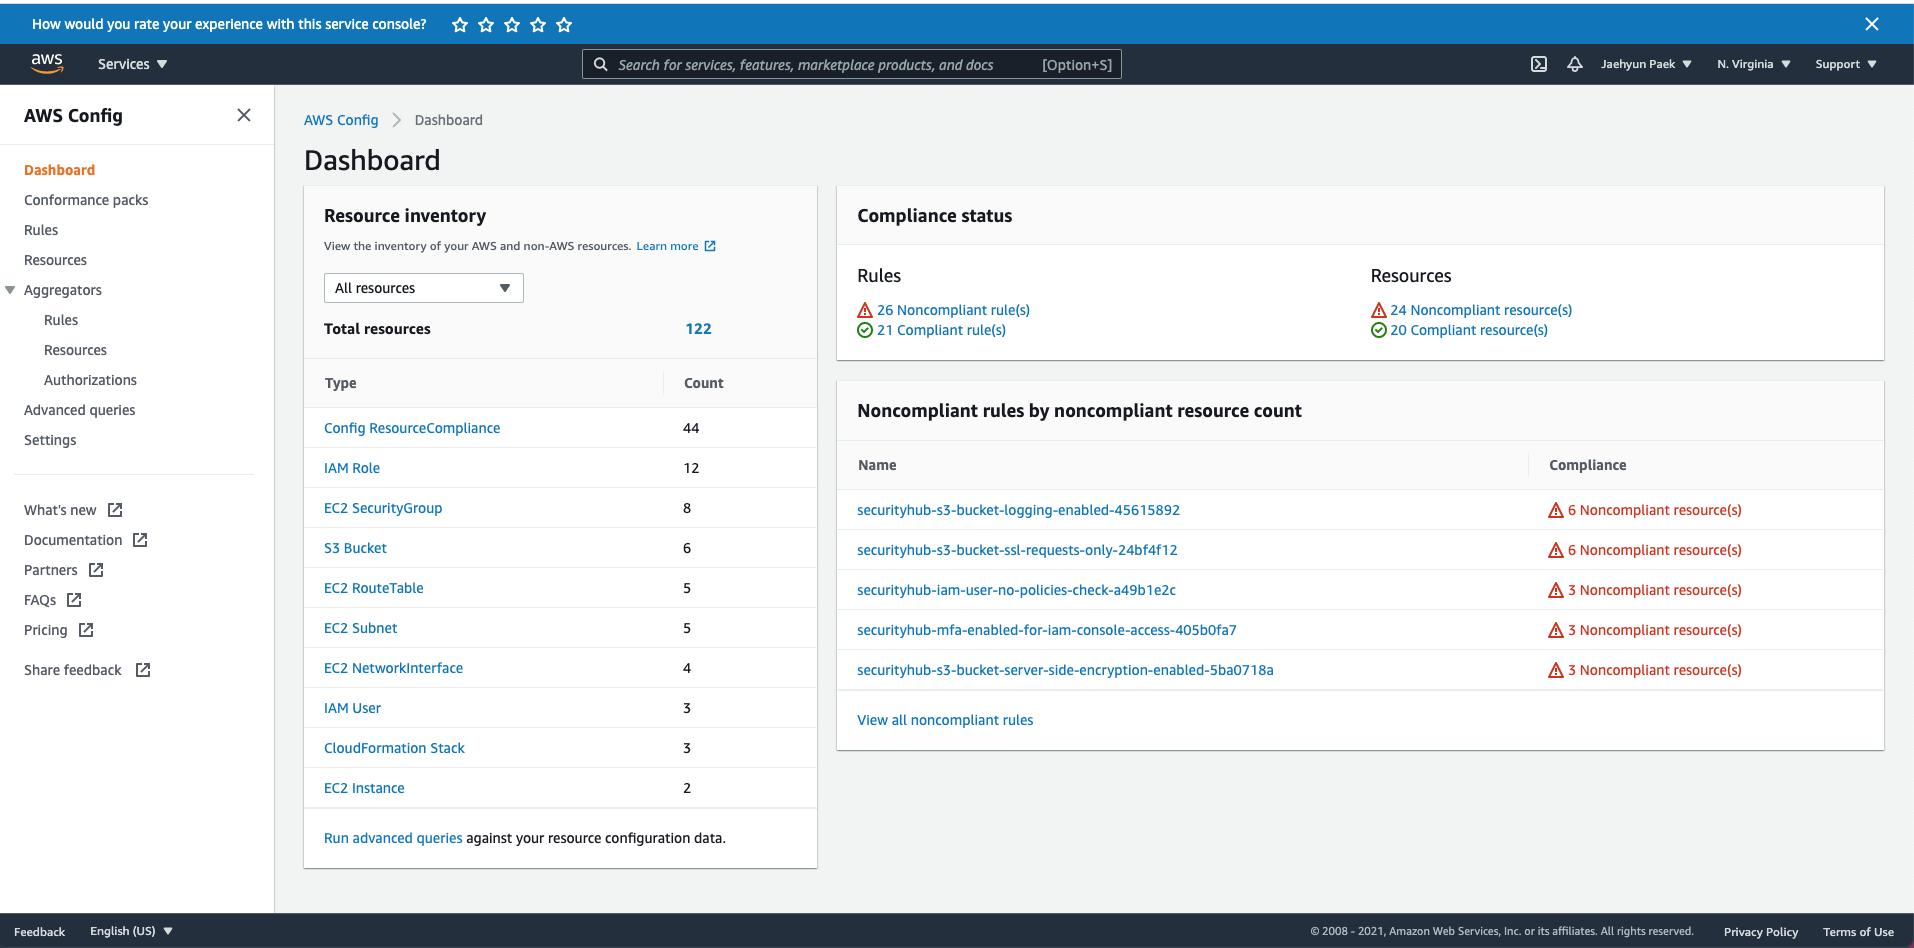 How would you rate your experience with this service console?
aws
Services
Search for services, features, marketplace products, and docs [Option+S]
Jaehyun Paek
N. Virginia
Support
AWS Config
Dashboard
Conformance packs
Rules
Resources
Aggregators
Rules
Resources
Authorizations
Advanced queries
Settings
What's new
Documentation
Partners
FAQs
Pricing
Share feedback
AWS Config Dashboard
Dashboard
Resource inventory
View the inventory of your AWS and non-AWS resources. Learn more
All resources
Total resources 122
Type Count
Config ResourceCompliance 44
IAM Role 12
EC2 SecurityGroup 8
S3 Bucket 6
EC2 RouteTable 5
EC2 Subnet 5
EC2 NetworkInterface 4
IAM User 3
CloudFormation Stack 3
EC2 Instance 2
Run advanced queries against your resource configuration data.
Compliance status
Rules
26 Noncompliant rule(s)
21 Compliant rule(s)
Resources
24 Noncompliant resource(s)
20 Compliant resource(s)
Noncompliant rules by noncompliant resource count
Name Compliance
securityhub-s3-bucket-logging-enabled-45615892 6 Noncompliant resource(s)
securityhub-s3-bucket-ssl-requests-only-24bf4f12 6 Noncompliant resource(s)
securityhub-iam-user-no-policies-check-a49b1e2c 3 Noncompliant resource(s)
securityhub-mfa-enabled-for-iam-console-access-405b0fa7 3 Noncompliant resource(s)
securityhub-s3-bucket-server-side-encryption-enabled-5ba0718a 3 Noncompliant resource(s)
View all noncompliant rules
Feedback
English (US)
© 2008 - 2021, Amazon Web Services, Inc. or its affiliates. All rights reserved.
Privacy Policy
Terms of Use